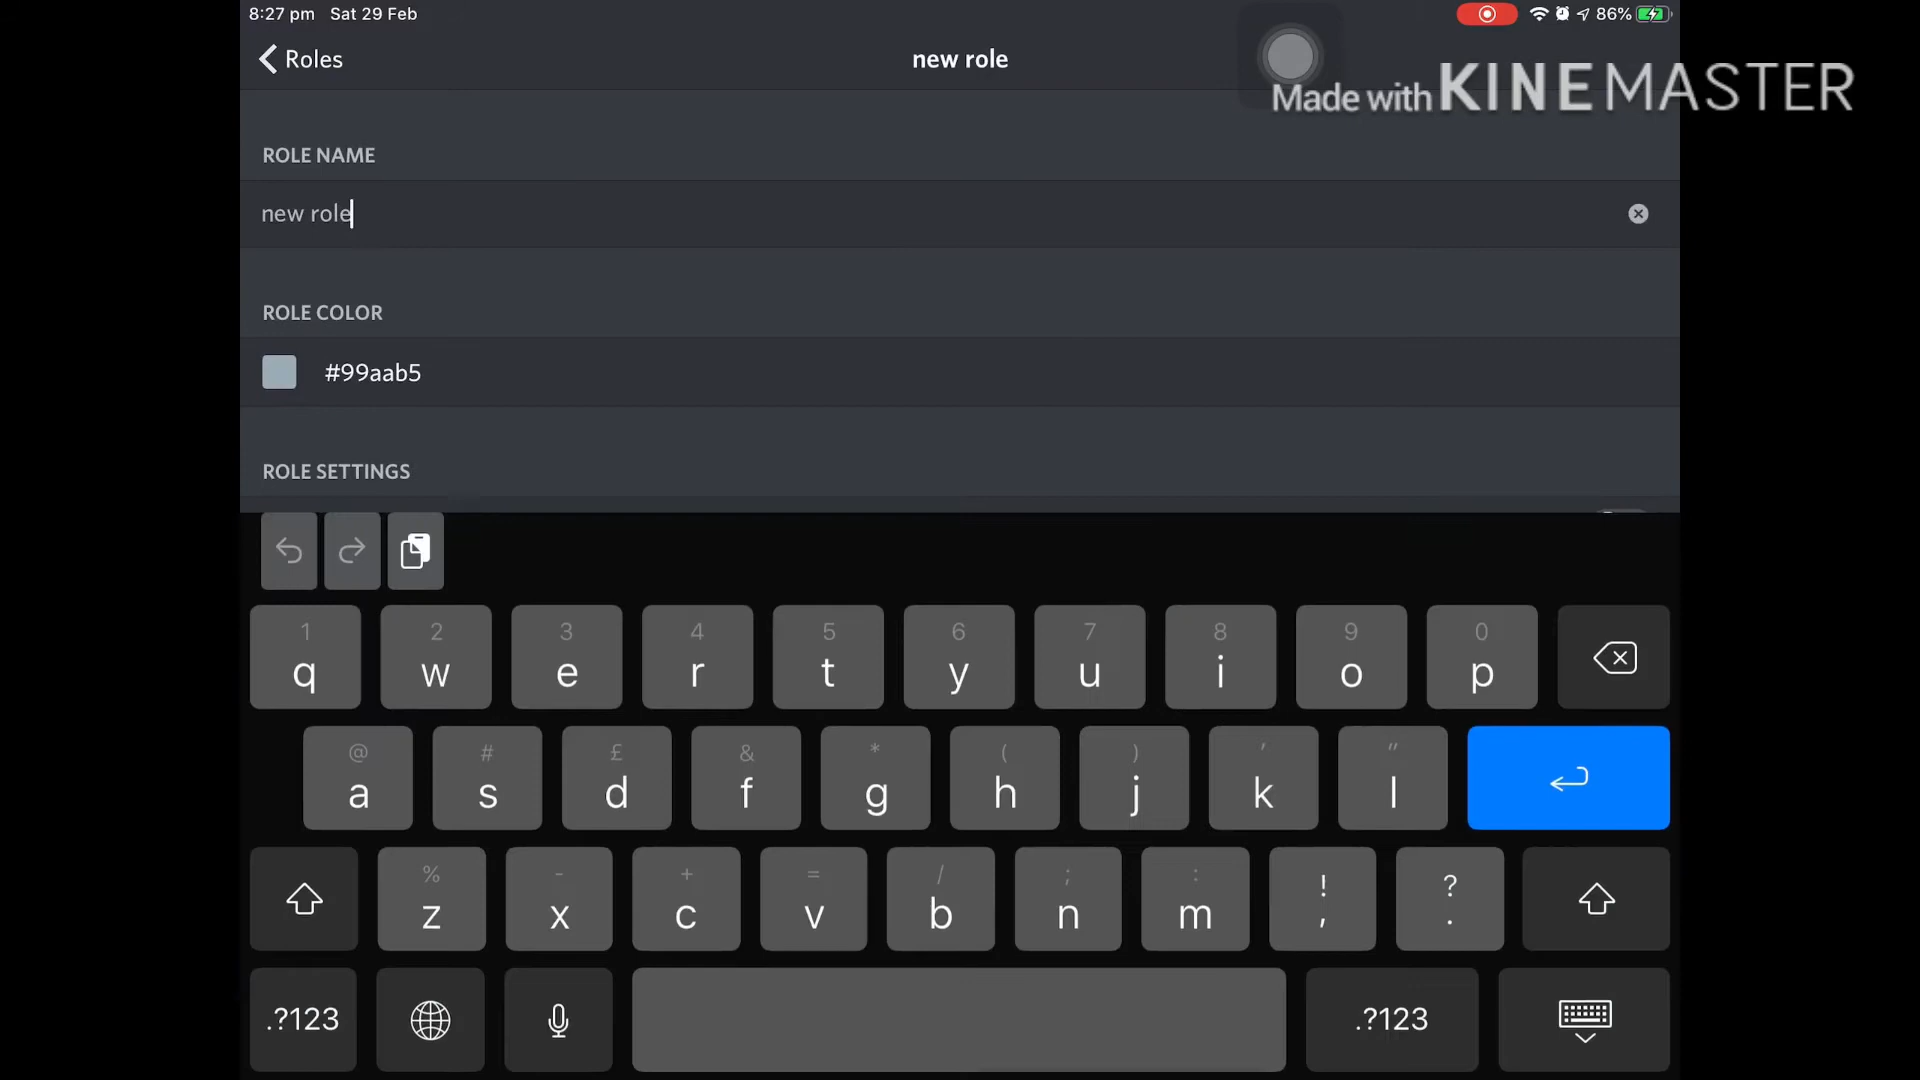 8:27 pm Sat 29 Feb
86%
Roles
new role
Made with KINEMASTER
ROLE NAME
new role
ROLE COLOR
#99aab5
ROLE SETTINGS
1 2 3 4 5 6 7 8 9 0
q w e r t y u i o p
@ # £ & * ( ) ' "
a s d f g h j k l
% - + = / ; : ! ?
z x c v b n m , .
.?123 .?123